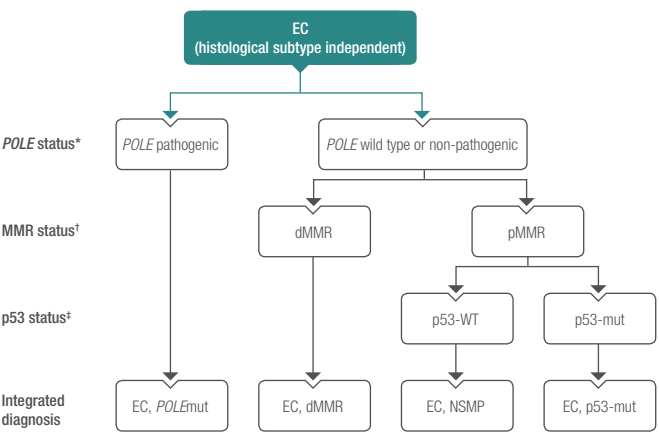 EC
(histological subtype independent)
POLE status*
POLE pathogenic
POLE wild type or non-pathogenic
MMR status†
dMMR
pMMR
p53 status‡
p53-WT
p53-mut
Integrated
diagnosis
EC, POLEmut
EC, dMMR
EC, NSMP
EC, p53-mut